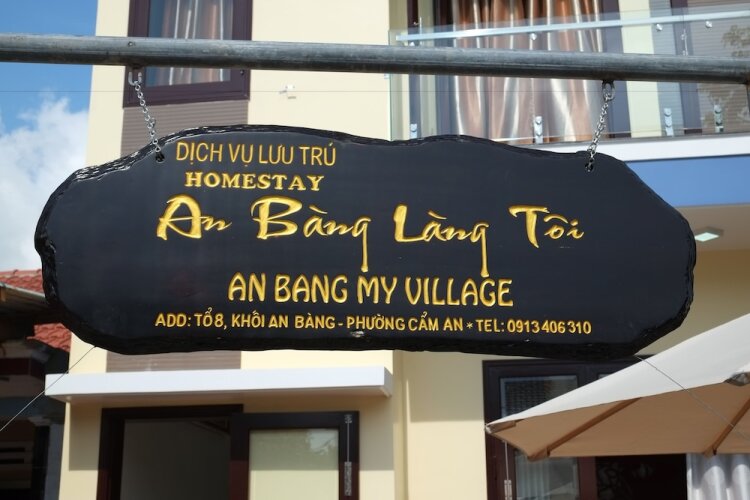 DỊCH VỤ LƯU TRÚ
HOMESTAY
An Bàng Làng Tôi
AN BANG MY VILLAGE
ADD: TỔ 8, KHỐI AN BÀNG - PHƯỜNG CẨM AN * TEL: 0913406310